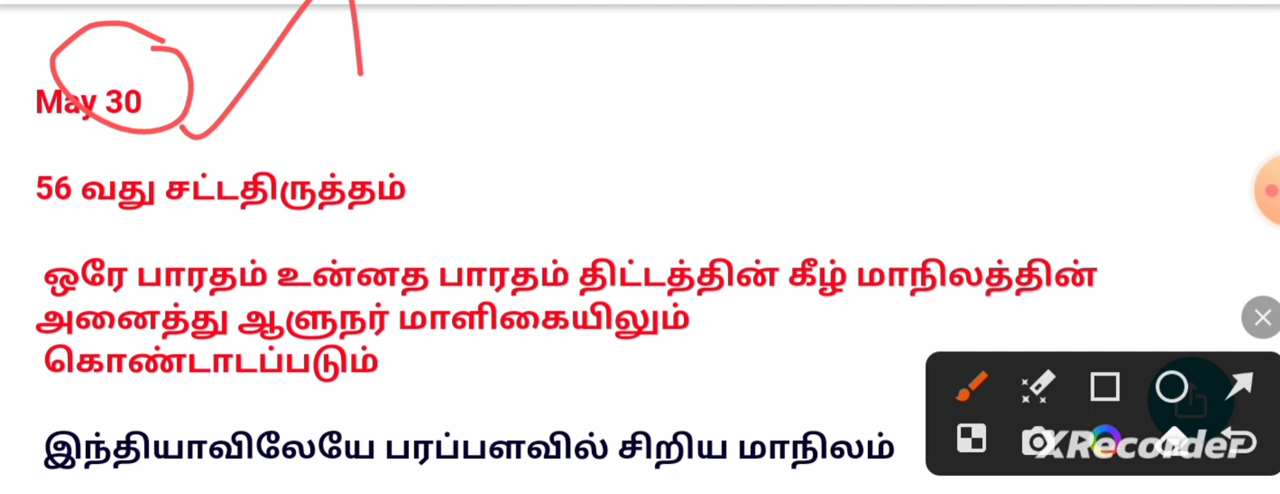 May 30
56 வது சட்டதிருத்தம்
ஒரே பாரதம் உன்னத பாரதம் திட்டத்தின் கீழ் மாநிலத்தின்
அனைத்து ஆளுநர் மாளிகையிலும்
கொண்டாடப்படும்
இந்தியாவிலேயே பரப்பளவில் சிறிய மாநிலம்
XRecorder